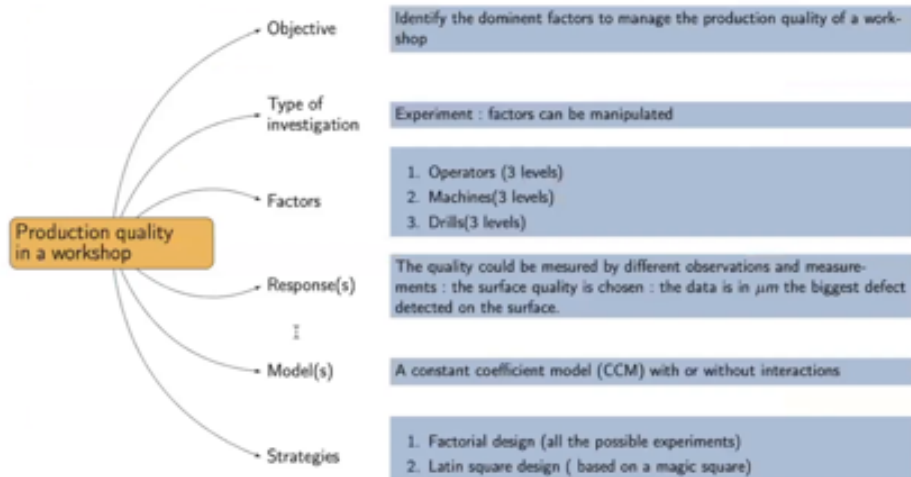 Objective
Identify the dominent factors to manage the production quality of a work-
shop
Type of
investigation
Experiment : factors can be manipulated
Factors
1. Operators (3 levels)
2. Machines(3 levels)
3. Drills(3 levels)
Production quality
in a workshop
Response(s)
The quality could be mesured by different observations and measure-
ments : the surface quality is chosen : the data is in μm the biggest defect
detected on the surface.
Model(s)
A constant coefficient model (CCM) with or without interactions
Strategies
1. Factorial design (all the possible experiments)
2. Latin square design ( based on a magic square)